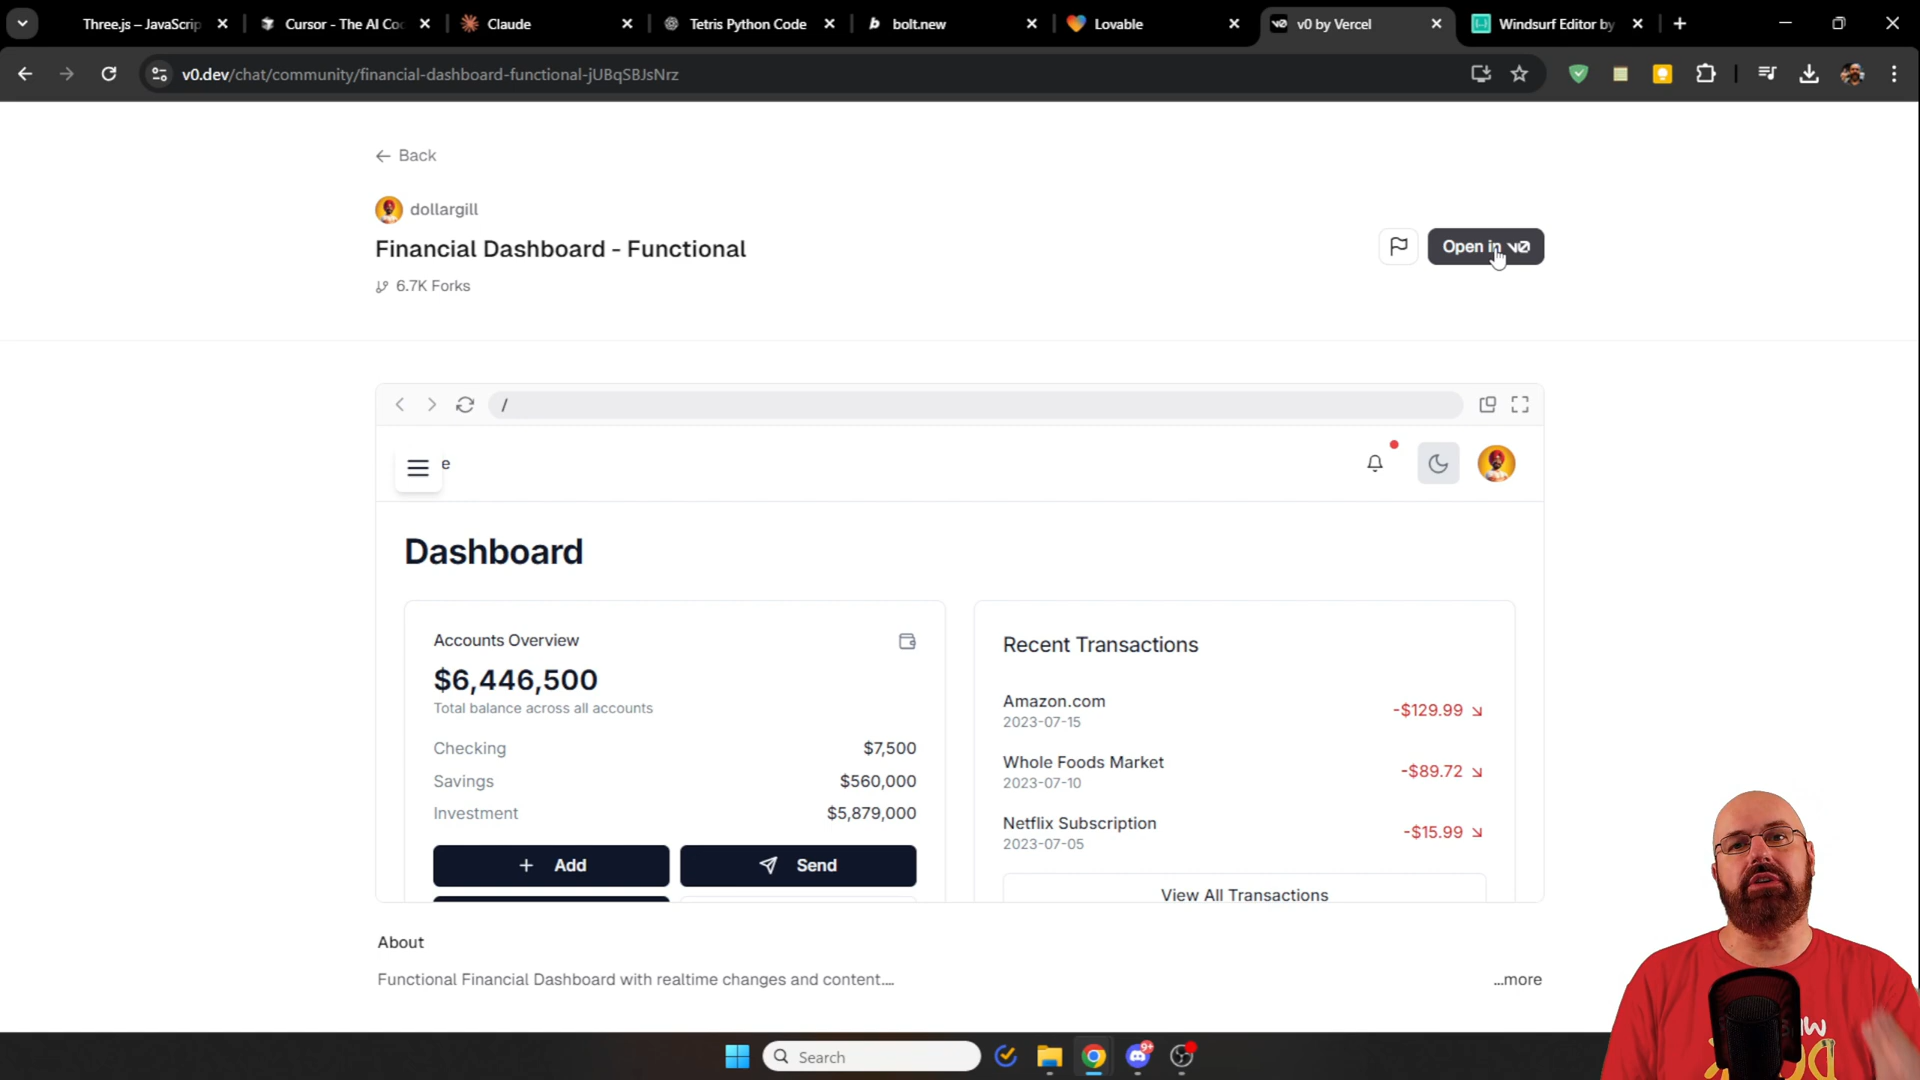 Three.js – JavaScrip
Cursor - The AI Co
Claude
Tetris Python Code
bolt.new
Lovable
v0 by Vercel
Windsurf Editor by
v0.dev/chat/community/financial-dashboard-functional-jUBqSBJsNrz
Back
dollargill
Financial Dashboard - Functional
6.7K Forks
Open in v0
/
e
Dashboard
Accounts Overview
$6,446,500
Total balance across all accounts
Checking $7,500
Savings $560,000
Investment $5,879,000
+ Add
Send
Recent Transactions
Amazon.com
2023-07-15
-$129.99
Whole Foods Market
2023-07-10
-$89.72
Netflix Subscription
2023-07-05
-$15.99
View All Transactions
About
Functional Financial Dashboard with realtime changes and content....
...more
Search
9+